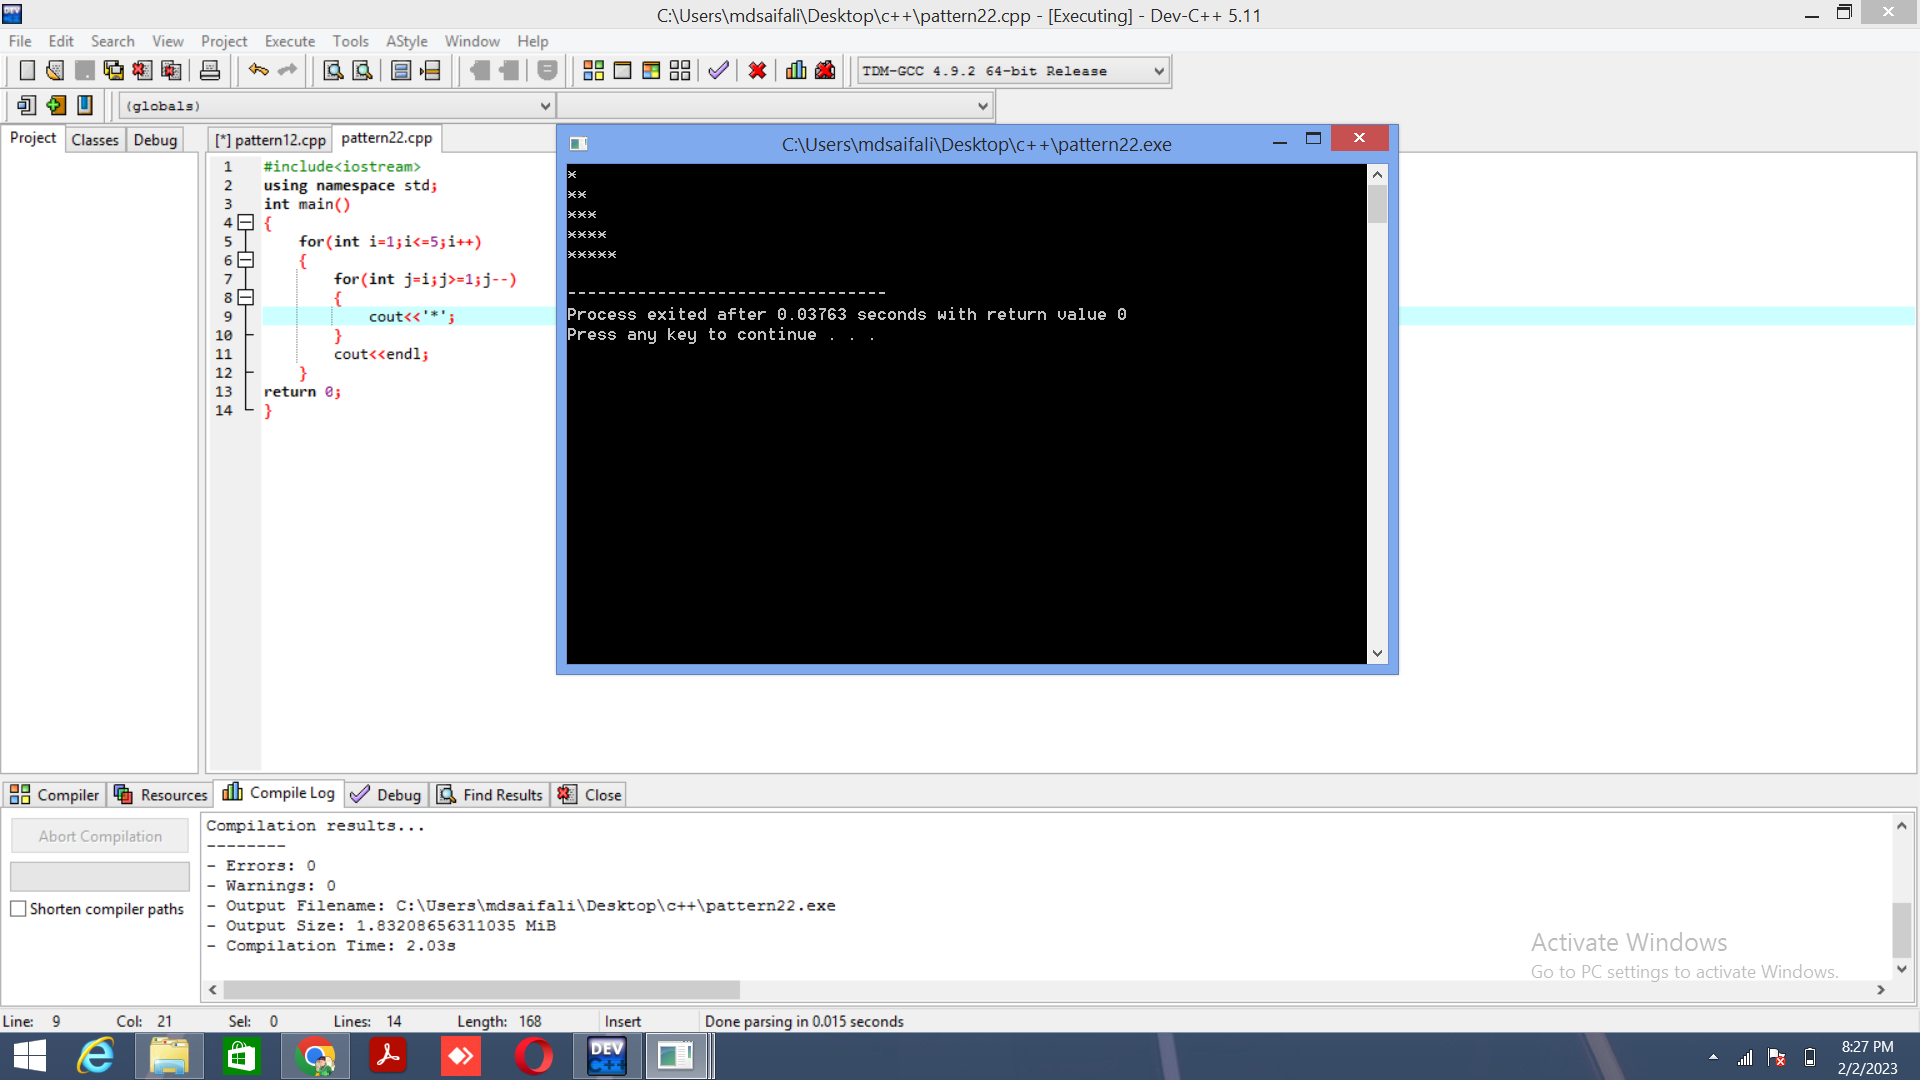 C:\Users\mdsaifali\Desktop\c++\pattern22.cpp - [Executing] - Dev-C++ 5.11
File Edit Search View Project Execute Tools AStyle Window Help
TDM-GCC 4.9.2 64-bit Release
(globals)
Project Classes Debug
[*] pattern12.cpp pattern22.cpp
1 #include<iostream>
2 using namespace std;
3 int main()
4 {
5 for(int i=1;i<=5;i++)
6 {
7 for(int j=i;j>=1;j--)
8 {
9 cout<<'*';
10 }
11 cout<<endl;
12 }
13 return 0;
14 }
C:\Users\mdsaifali\Desktop\c++\pattern22.exe
*
**
***
****
*****
--------------------------------
Process exited after 0.03763 seconds with return value 0
Press any key to continue . . .
Compiler Resources Compile Log Debug Find Results Close
Abort Compilation
Shorten compiler paths
Compilation results...
--------
- Errors: 0
- Warnings: 0
- Output Filename: C:\Users\mdsaifali\Desktop\c++\pattern22.exe
- Output Size: 1.83208656311035 MiB
- Compilation Time: 2.03s
Activate Windows
Go to PC settings to activate Windows.
Line: 9 Col: 21 Sel: 0 Lines: 14 Length: 168 Insert Done parsing in 0.015 seconds
DEV
C++
8:27 PM
2/2/2023